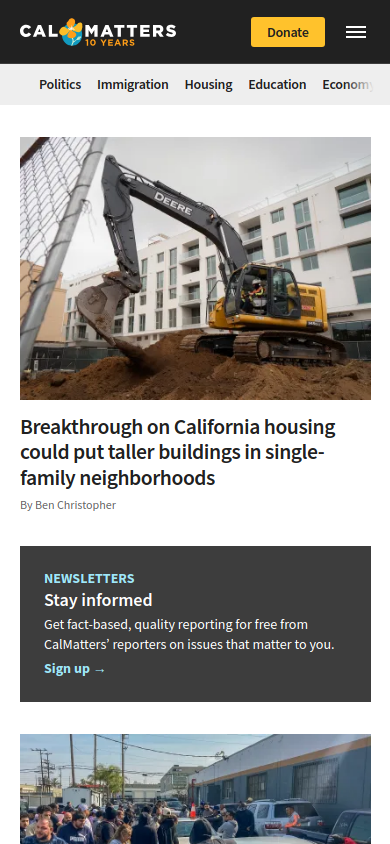 CALMATTERS
10 YEARS
Donate
Politics Immigration Housing Education Economy
DEERE
Breakthrough on California housing
could put taller buildings in single-
family neighborhoods
By Ben Christopher
NEWSLETTERS
Stay informed
Get fact-based, quality reporting for free from
CalMatters’ reporters on issues that matter to you.
Sign up →